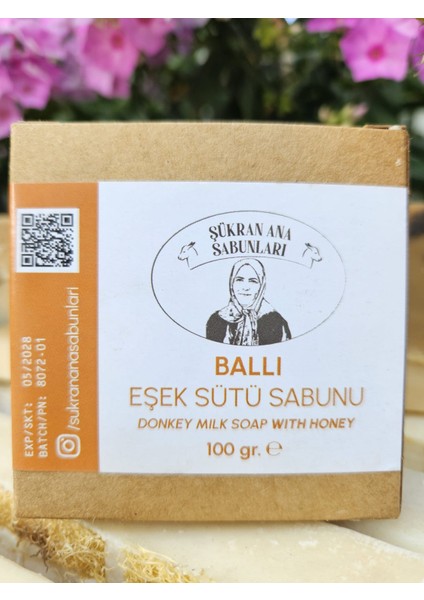 ŞÜKRAN ANA
SABUNLARI
BALLI
EŞEK SÜTÜ SABUNU
DONKEY MILK SOAP WITH HONEY
100 gr. ℮
EXP/SKT: 05/2028
BATCH/PN: 8072-01
/sukrananasabunlari